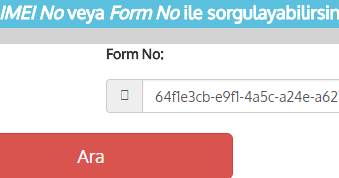 IMEI No veya Form No ile sorgulayabilirsin
Form No:
64f1e3cb-e9f1-4a5c-a24e-a62
Ara